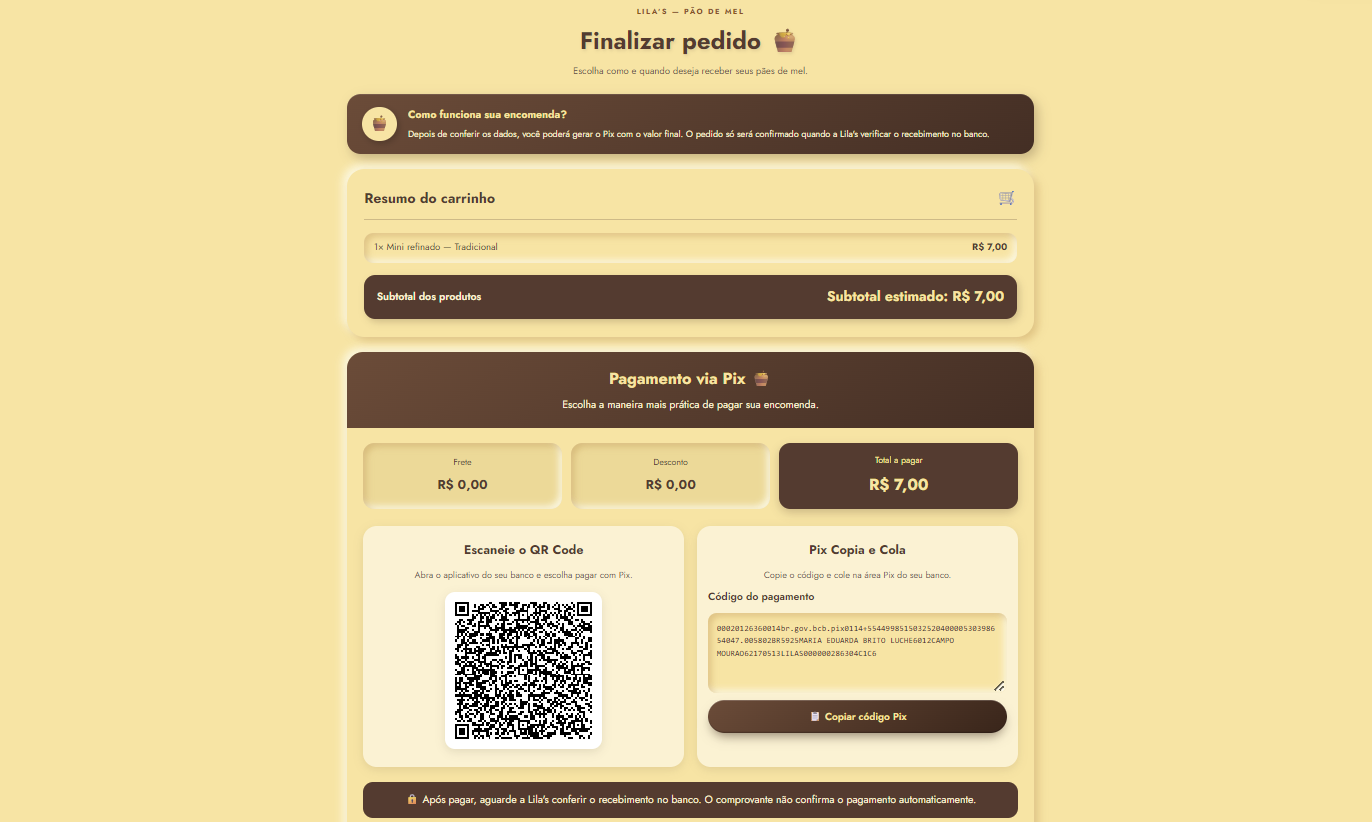 LILA'S — PÃO DE MEL
Finalizar pedido
Escolha como e quando deseja receber seus pães de mel.
Como funciona sua encomenda?
Depois de conferir os dados, você poderá gerar o Pix com o valor final. O pedido só será confirmado quando a Lila's verificar o recebimento no banco.
Resumo do carrinho
1× Mini refinado — Tradicional R$ 7,00
Subtotal dos produtos Subtotal estimado: R$ 7,00
Pagamento via Pix
Escolha a maneira mais prática de pagar sua encomenda.
Frete Desconto Total a pagar
R$ 0,00 R$ 0,00 R$ 7,00
Escaneie o QR Code
Abra o aplicativo do seu banco e escolha pagar com Pix.
Pix Copia e Cola
Copie o código e cole na área Pix do seu banco.
Código do pagamento
00020126360014br.gov.bcb.pix0114+5544998515032520400005303986
54047.005802BR5925MARIA EDUARDA BRITO LUCHE6012CAMPO
MOURAO62170513LILAS000000286304C1C6
Copiar código Pix
Após pagar, aguarde a Lila's conferir o recebimento no banco. O comprovante não confirma o pagamento automaticamente.